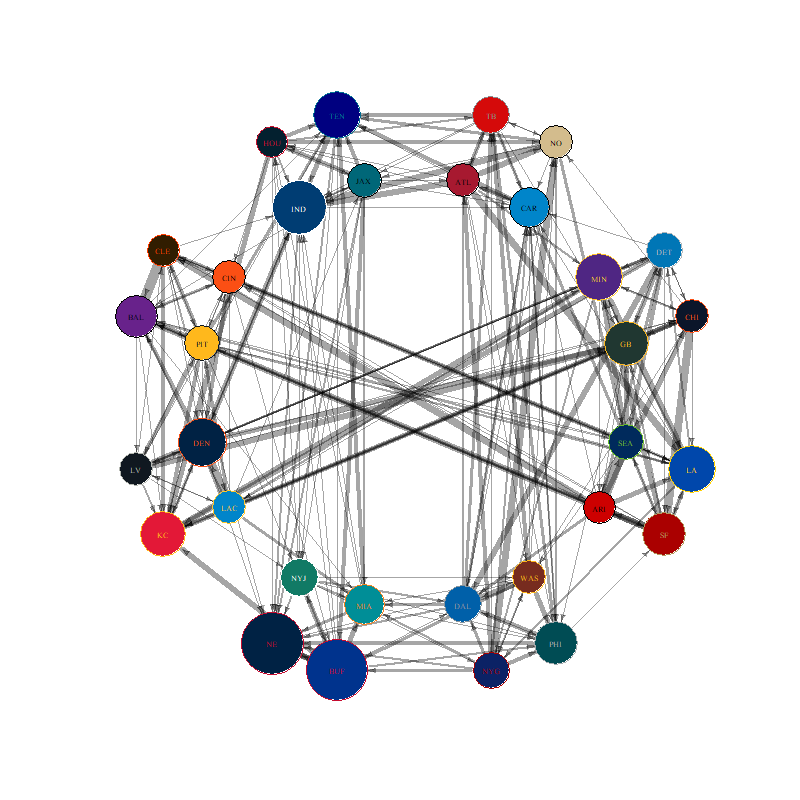 TEN
TB
HOU
NO
JAX
ATL
IND
CAR
CLE
DET
CIN
MIN
BAL
CHI
PIT
GB
DEN
SEA
LV
LA
LAC
ARI
KC
SF
NYJ
WAS
MIA
DAL
NE
PHI
BUF
NYG